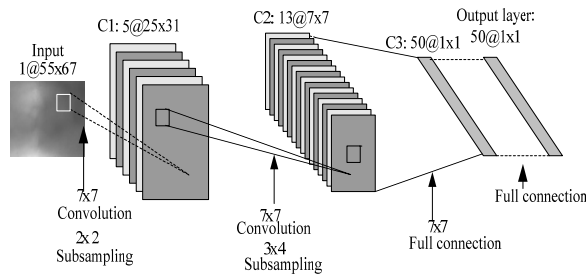 Input
1@55x67
C1: 5@25x31
C2: 13@7x7
C3: 50@1x1
Output layer:
50@1x1
7x7
Convolution
2x2
Subsampling
7x7
Convolution
3x4
Subsampling
7x7
Full connection
Full connection